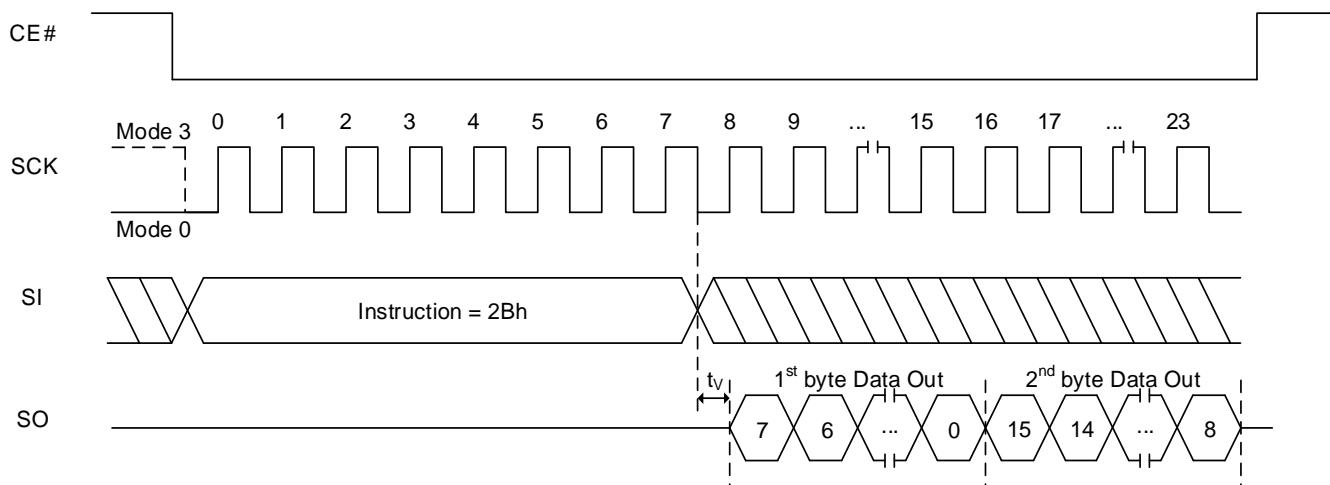 CE#
0 1 2 3 4 5 6 7 8 9 ... 15 16 17 ... 23
Mode 3
SCK
Mode 0
SI
Instruction = 2Bh
tV 1st byte Data Out 2nd byte Data Out
SO
7 6 ... 0 15 14 ... 8